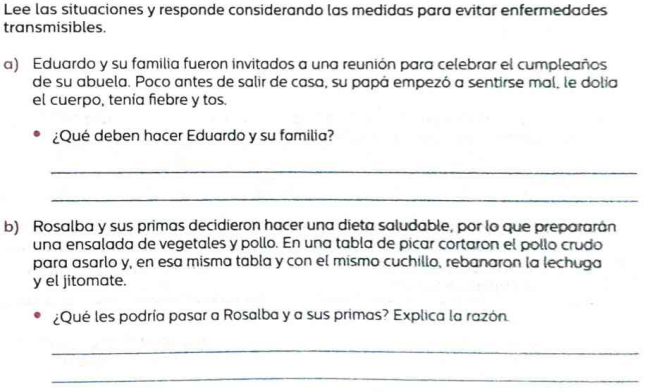 Lee las situaciones y responde considerando las medidas para evitar enfermedades
transmisibles.
a) Eduardo y su familia fueron invitados a una reunión para celebrar el cumpleaños
de su abuela. Poco antes de salir de casa, su papá empezó a sentirse mal, le dolía
el cuerpo, tenía fiebre y tos.
• ¿Qué deben hacer Eduardo y su familia?
b) Rosalba y sus primas decidieron hacer una dieta saludable, por lo que prepararán
una ensalada de vegetales y pollo. En una tabla de picar cortaron el pollo crudo
para asarlo y, en esa misma tabla y con el mismo cuchillo, rebanaron la lechuga
y el jitomate.
• ¿Qué les podría pasar a Rosalba y a sus primas? Explica la razón.